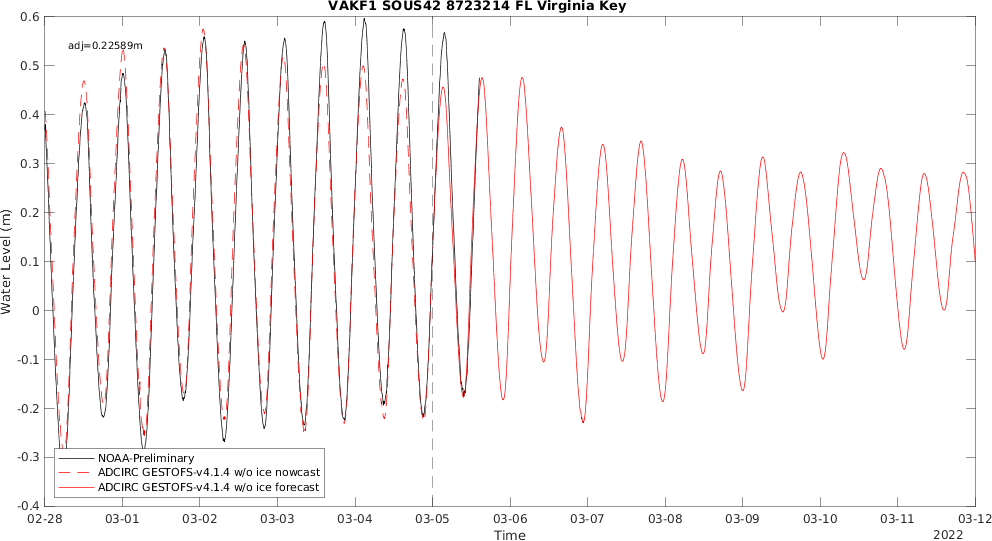 VAKF1 SOUS42 8723214 FL Virginia Key
adj=0.22589m
0.6
0.5
0.4
0.3
0.2
0.1
0
-0.1
-0.2
-0.3
-0.4
Water Level (m)
NOAA-Preliminary
ADCIRC GESTOFS-v4.1.4 w/o ice nowcast
ADCIRC GESTOFS-v4.1.4 w/o ice forecast
02-28 03-01 03-02 03-03 03-04 03-05 03-06 03-07 03-08 03-09 03-10 03-11 03-12
Time
2022